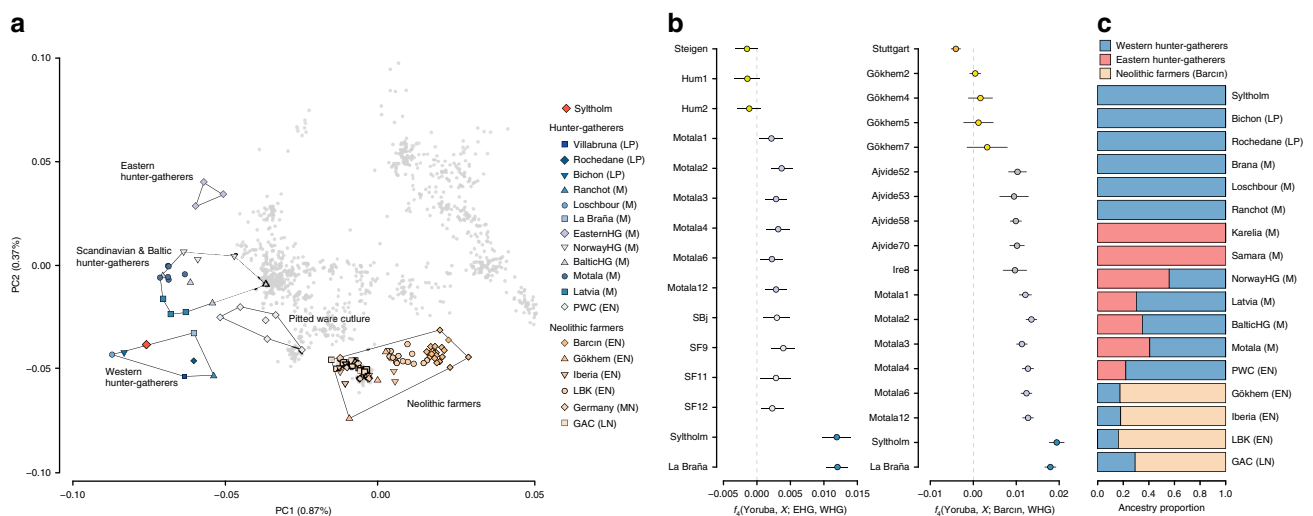 a
0.10
0.05
0.00
−0.05
−0.10
PC2 (0.37%)
−0.10
−0.05
0.00
0.05
PC1 (0.87%)
Eastern
hunter-gatherers
Scandinavian & Baltic
hunter-gatherers
Pitted ware cutlure
Western
hunter-gatherers
Neolithic farmers
Syltholm
Hunter-gatherers
Villabruna (LP)
Rochedane (LP)
Bichon (LP)
Ranchot (M)
Loschbour (M)
La Braña (M)
EasternHG (M)
NorwayHG (M)
BalticHG (M)
Motala (M)
Latvia (M)
PWC (EN)
Neolithic farmers
Barcın (EN)
Gökhem (EN)
Iberia (EN)
LBK (EN)
Germany (MN)
GAC (LN)
b
Steigen
Hum1
Hum2
Motala1
Motala2
Motala3
Motala4
Motala6
Motala12
SBj
SF9
SF11
SF12
Syltholm
La Braña
−0.005
0.000
0.005
0.010
0.015
f4(Yoruba, X; EHG, WHG)
Stuttgart
Gökhem2
Gökhem4
Gökhem5
Gökhem7
Ajvide52
Ajvide53
Ajvide58
Ajvide70
Ire8
Motala1
Motala2
Motala3
Motala4
Motala6
Motala12
Syltholm
La Braña
−0.01
0.00
0.01
0.02
f4(Yoruba, X; Barcın, WHG)
c
Western hunter-gatherers
Eastern hunter-gatherers
Neolithic farmers (Barcın)
Syltholm
Bichon (LP)
Rochedane (LP)
Brana (M)
Loschbour (M)
Ranchot (M)
Karelia (M)
Samara (M)
NorwayHG (M)
Latvia (M)
BalticHG (M)
Motala (M)
PWC (EN)
Gökhem (EN)
Iberia (EN)
LBK (EN)
GAC (LN)
0.0
0.2
0.4
0.6
0.8
1.0
Ancestry proportion